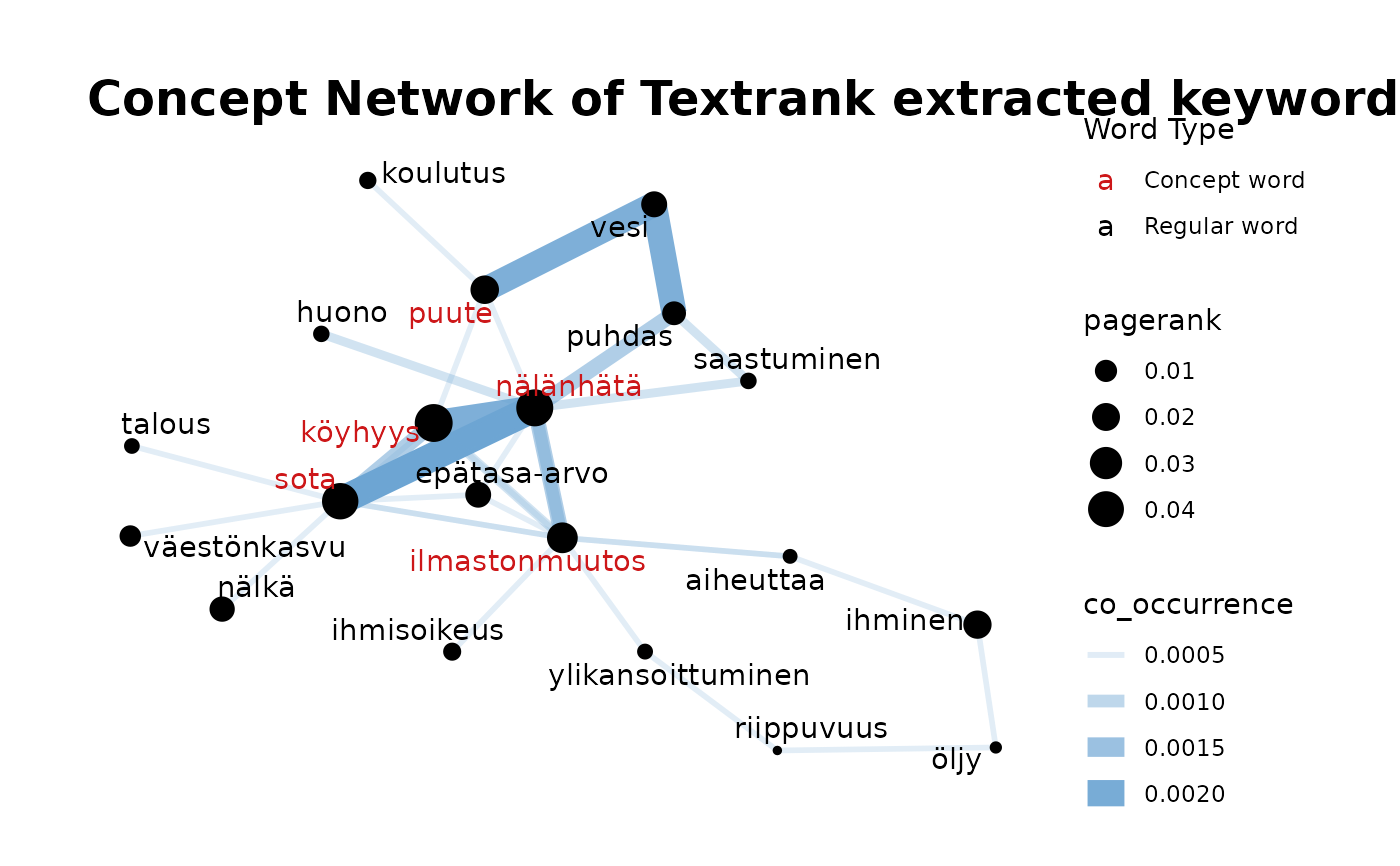 Concept Network of Textrank extracted keyword
Word Type
a Concept word
a Regular word
pagerank
0.01
0.02
0.03
0.04
co_occurrence
0.0005
0.0010
0.0015
0.0020
koulutus
vesi
huono
puute
puhdas
saastuminen
nälänhätä
talous
köyhyys
sota
epätasa-arvo
väestönkasvu
ilmastonmuutos
nälkä
aiheuttaa
ihmisoikeus
ihminen
ylikansoittuminen
riippuvuus
öljy